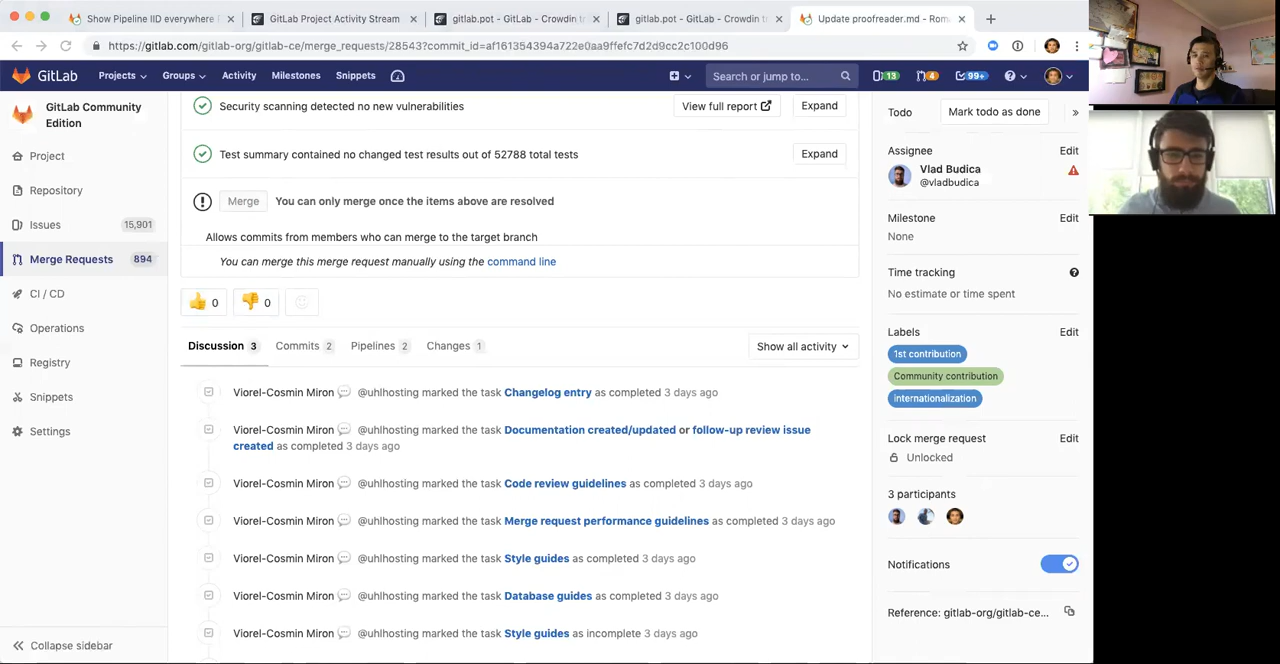 Show Pipeline IID everywhere
GitLab Project Activity Stream
gitlab.pot - GitLab - Crowdin tr
gitlab.pot - GitLab - Crowdin tr
Update proofreader.md - Rom
https://gitlab.com/gitlab-org/gitlab-ce/merge_requests/28543?commit_id=af161354394a722e0aa9ffefc7d2d9cc2c100d96
GitLab
Projects
Groups
Activity
Milestones
Snippets
Search or jump to...
13
4
99+
GitLab Community
Edition
Project
Repository
Issues 15,901
Merge Requests 894
CI / CD
Operations
Registry
Snippets
Settings
Collapse sidebar
Security scanning detected no new vulnerabilities
View full report
Expand
Test summary contained no changed test results out of 52788 total tests
Expand
Merge
You can only merge once the items above are resolved
Allows commits from members who can merge to the target branch
You can merge this merge request manually using the command line
0
0
Discussion 3
Commits 2
Pipelines 2
Changes 1
Show all activity
Viorel-Cosmin Miron @uhlhosting marked the task Changelog entry as completed 3 days ago
Viorel-Cosmin Miron @uhlhosting marked the task Documentation created/updated or follow-up review issue
created as completed 3 days ago
Viorel-Cosmin Miron @uhlhosting marked the task Code review guidelines as completed 3 days ago
Viorel-Cosmin Miron @uhlhosting marked the task Merge request performance guidelines as completed 3 days ago
Viorel-Cosmin Miron @uhlhosting marked the task Style guides as completed 3 days ago
Viorel-Cosmin Miron @uhlhosting marked the task Database guides as completed 3 days ago
Viorel-Cosmin Miron @uhlhosting marked the task Style guides as incomplete 3 days ago
Todo
Mark todo as done
Assignee
Edit
Vlad Budica
@vladbudica
Milestone
Edit
None
Time tracking
No estimate or time spent
Labels
Edit
1st contribution
Community contribution
internationalization
Lock merge request
Edit
Unlocked
3 participants
Notifications
Reference: gitlab-org/gitlab-ce...